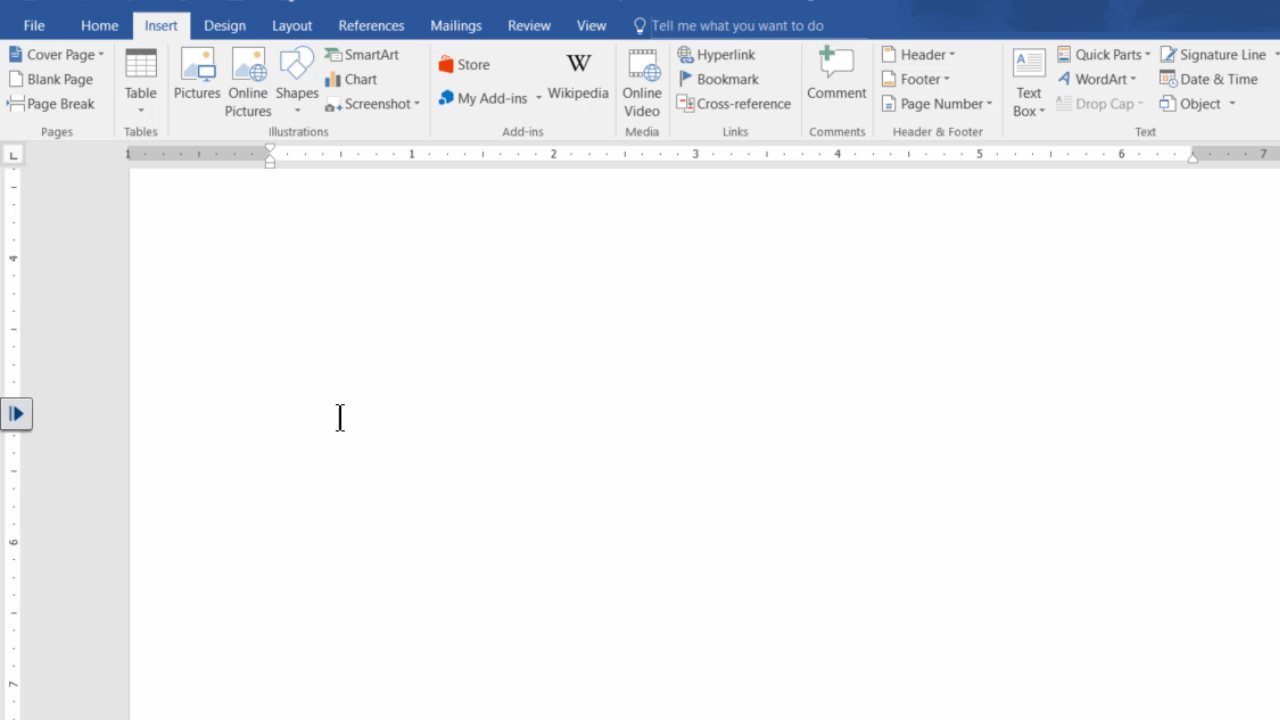 File Home Insert Design Layout References Mailings Review View Tell me what you want to do
Cover Page
Blank Page
Page Break
Pages
Table
Tables
Pictures
Online
Pictures
Shapes
SmartArt
Chart
Screenshot
Illustrations
Store
My Add-ins
W
Wikipedia
Add-ins
Online
Video
Media
Hyperlink
Bookmark
Cross-reference
Links
Comment
Comments
Header
Footer
Page Number
# 
Header & Footer
A
Text
Box
Quick Parts
A WordArt
A Drop Cap
Signature Line
Date & Time
Object
Text
L
1 1 2 3 4 5 6 7
4
6
7